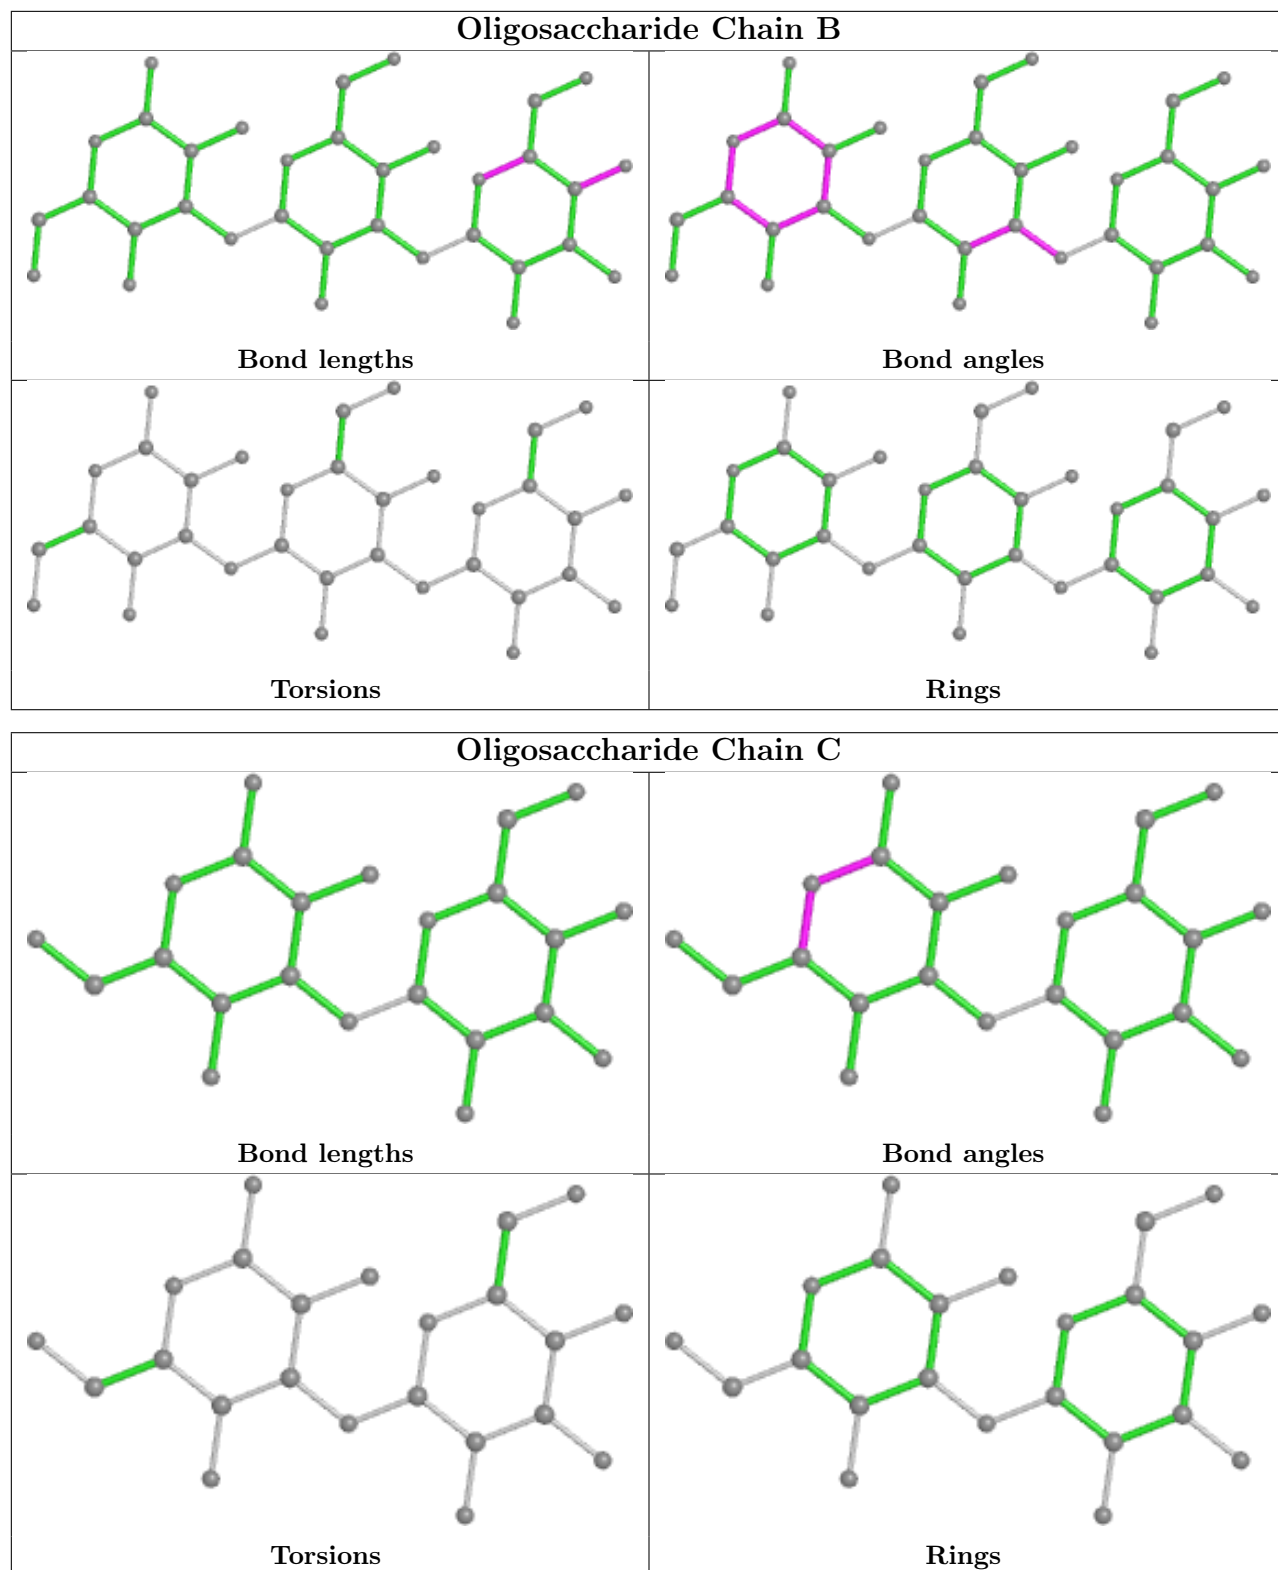 Oligosaccharide Chain B
Bond lengths
Bond angles
Torsions
Rings
Oligosaccharide Chain C
Bond lengths
Bond angles
Torsions
Rings